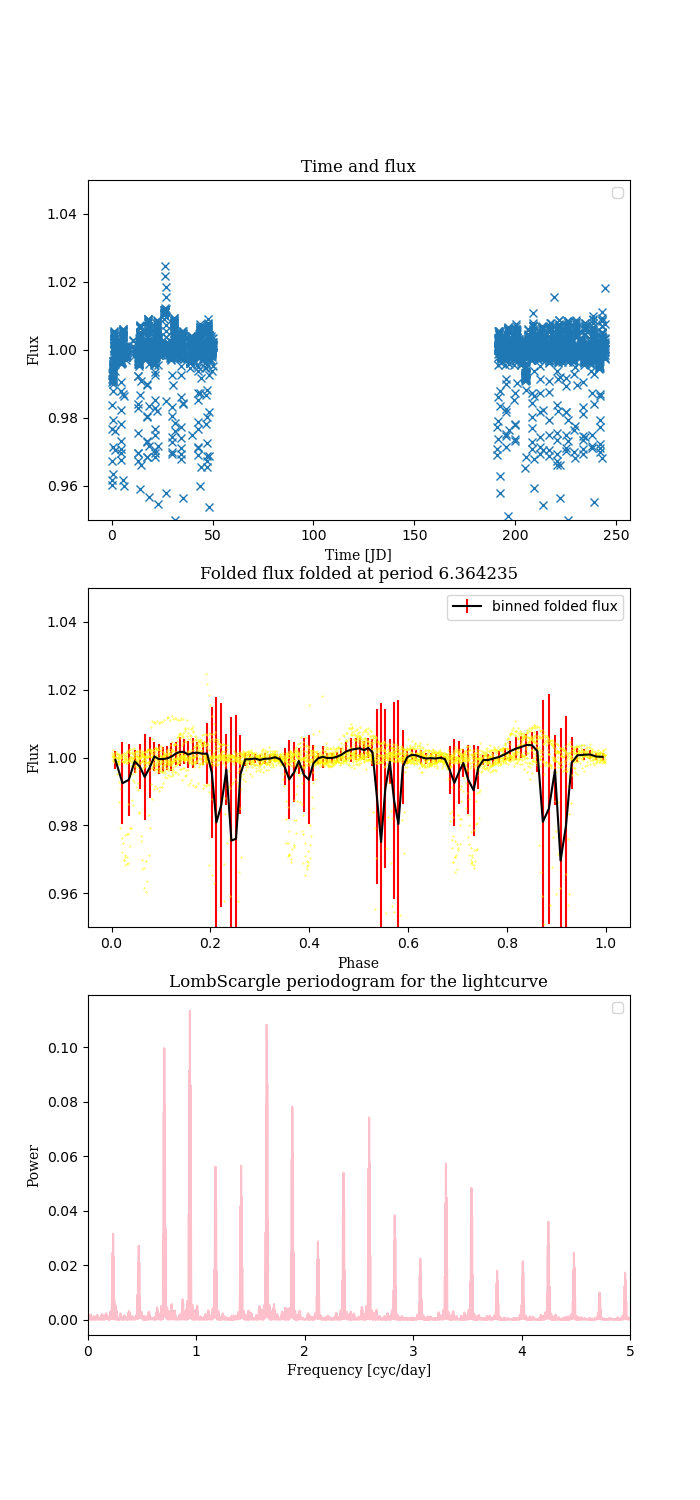 Time and flux
1.04
1.02
1.00
0.98
0.96
Flux
0 50 100 150 200 250
Time [JD]
Folded flux folded at period 6.364235
binned folded flux
1.04
1.02
1.00
0.98
0.96
Flux
0.0 0.2 0.4 0.6 0.8 1.0
Phase
LombScargle periodogram for the lightcurve
0.10
0.08
0.06
0.04
0.02
0.00
Power
0 1 2 3 4 5
Frequency [cyc/day]